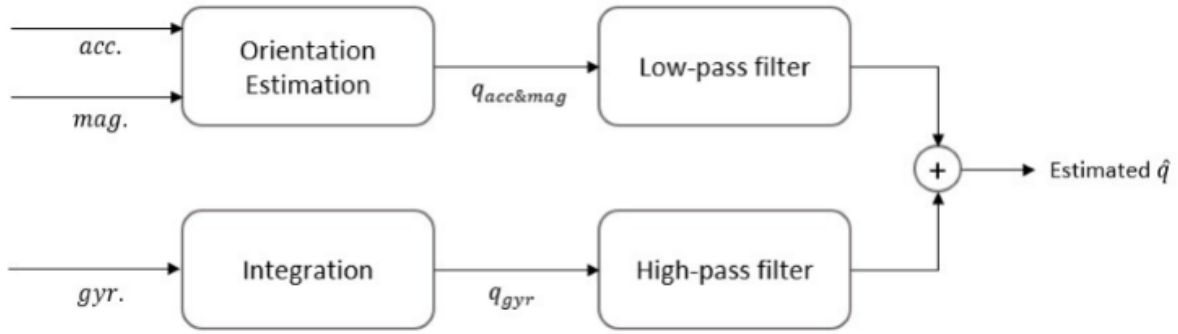 acc.
mag.
Orientation
Estimation
q_{acc&mag}
Low-pass filter
+
Estimated q̂
gyr.
Integration
q_{gyr}
High-pass filter